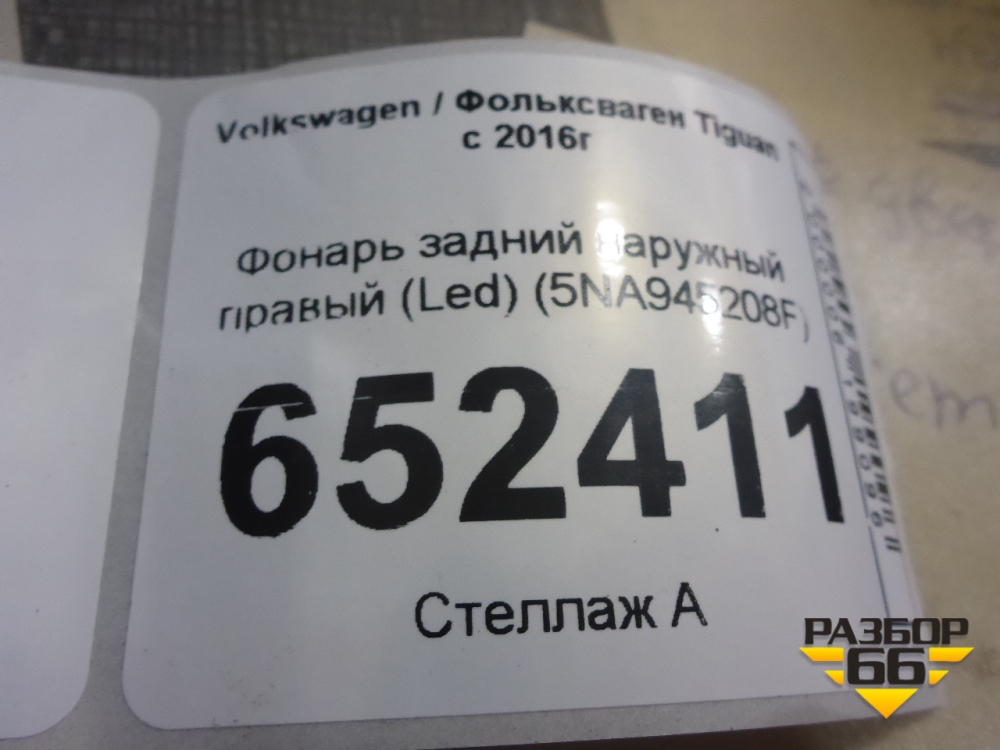 Volkswagen / Фольксваген Tiguan
с 2016г
Фонарь задний наружный
правый (Led) (5NA945208F)
652411
Стеллаж А
РАЗБОР
66